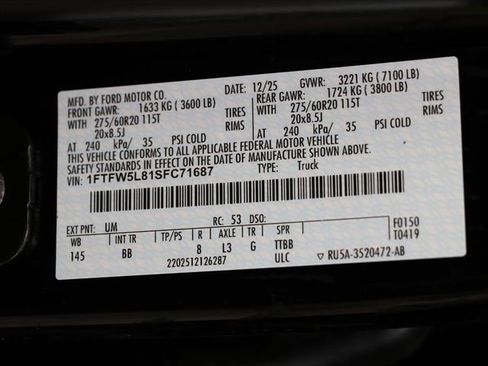 MFD. BY FORD MOTOR CO.
DATE: 12/25 GVWR: 3221 KG ( 7100 LB)
FRONT GAWR: 1633 KG ( 3600 LB) REAR GAWR: 1724 KG ( 3800 LB)
WITH 275/60R20 115T TIRES WITH 275/60R20 115T TIRES
20x8.5J RIMS 20x8.5J RIMS
AT 240 kPa/ 35 PSI COLD AT 240 kPa/ 35 PSI COLD
THIS VEHICLE CONFORMS TO ALL APPLICABLE FEDERAL MOTOR VEHICLE
SAFETY AND THEFT PREVENTION STANDARDS IN EFFECT ON THE DATE OF MANUFACTURE SHOWN ABOVE.
VIN: 1FTFW5L81SFC71687 TYPE: Truck
EXT PNT: UM RC: 53 DSO: F0150
WB INT TR TP/PS R AXLE TR SPR T0419
145 BB 8 L3 G TTBB
2202512126287 ULC ▽ RU5A-3520472-AB